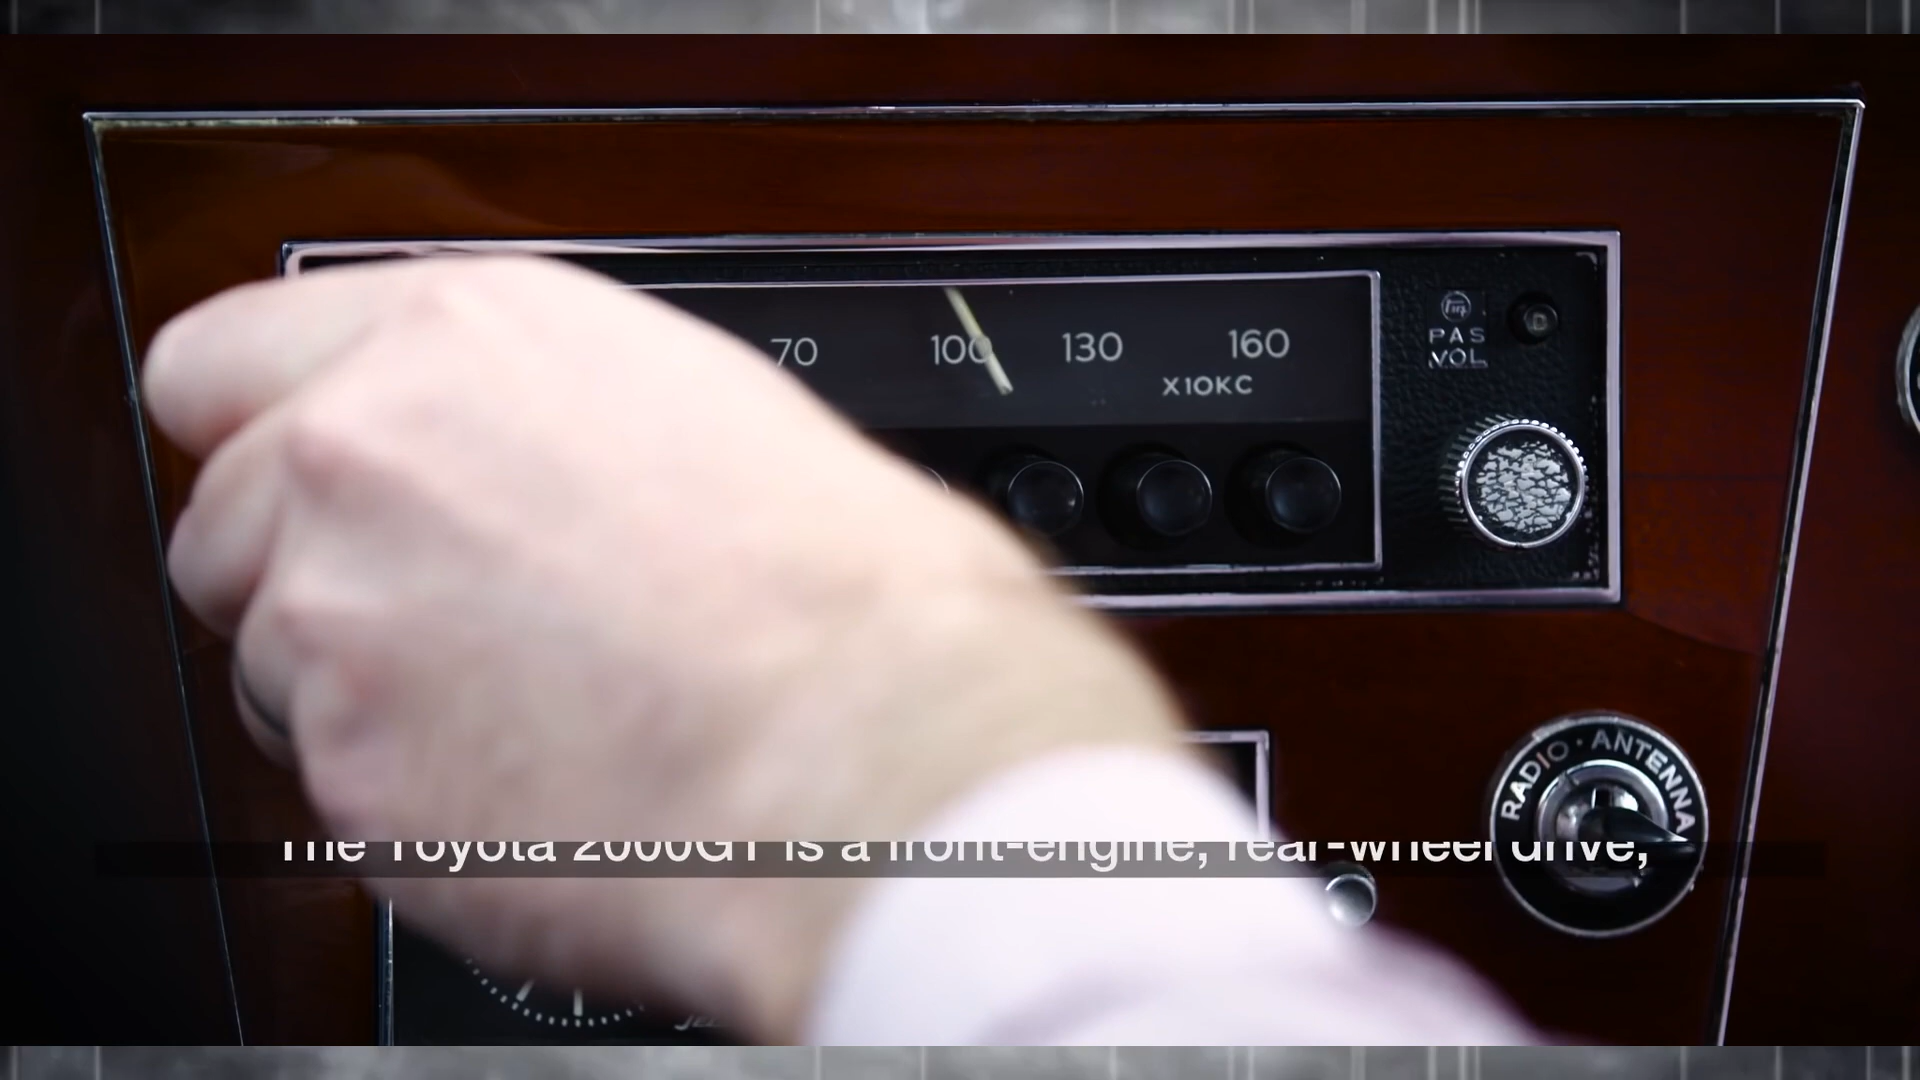 70 100 130 160
X10KC
PAS
VOL
RADIO · ANTENNA
The Toyota 2000GT is a front-engine, rear-wheel drive,